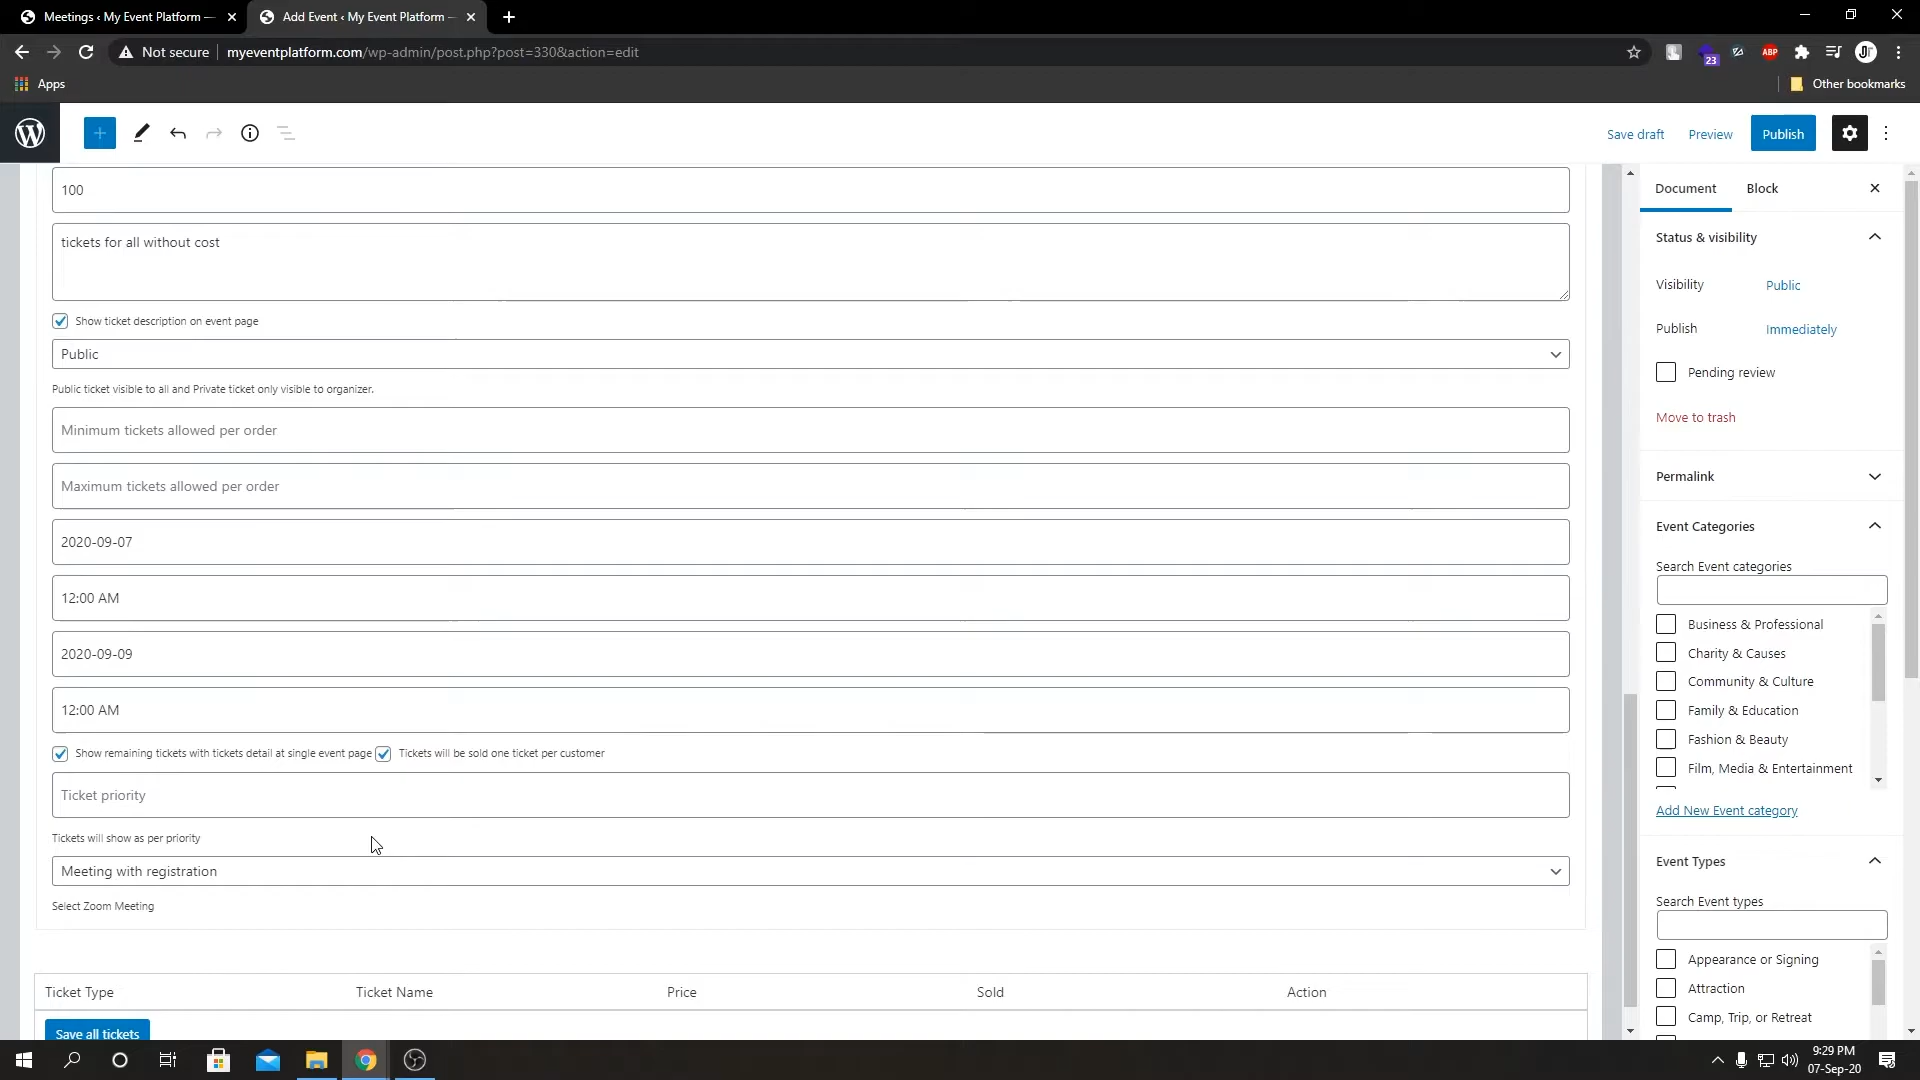 Meetings ‹ My Event Platform —
Add Event ‹ My Event Platform —
Not secure
myeventplatform.com/wp-admin/post.php?post=330&action=edit
23
ABP
Apps
Other bookmarks
Save draft
Preview
Publish
100
tickets for all without cost
Show ticket description on event page
Public
Public ticket visible to all and Private ticket only visible to organizer.
Minimum tickets allowed per order
Maximum tickets allowed per order
2020-09-07
12:00 AM
2020-09-09
12:00 AM
Show remaining tickets with tickets detail at single event page
Tickets will be sold one ticket per customer
Ticket priority
Tickets will show as per priority
Meeting with registration
Select Zoom Meeting
Ticket Type
Ticket Name
Price
Sold
Action
Save all tickets
Document
Block
Status & visibility
Visibility
Public
Publish
Immediately
Pending review
Move to trash
Permalink
Event Categories
Search Event categories
Business & Professional
Charity & Causes
Community & Culture
Family & Education
Fashion & Beauty
Film, Media & Entertainment
Add New Event category
Event Types
Search Event types
Appearance or Signing
Attraction
Camp, Trip, or Retreat
9:29 PM
07-Sep-20